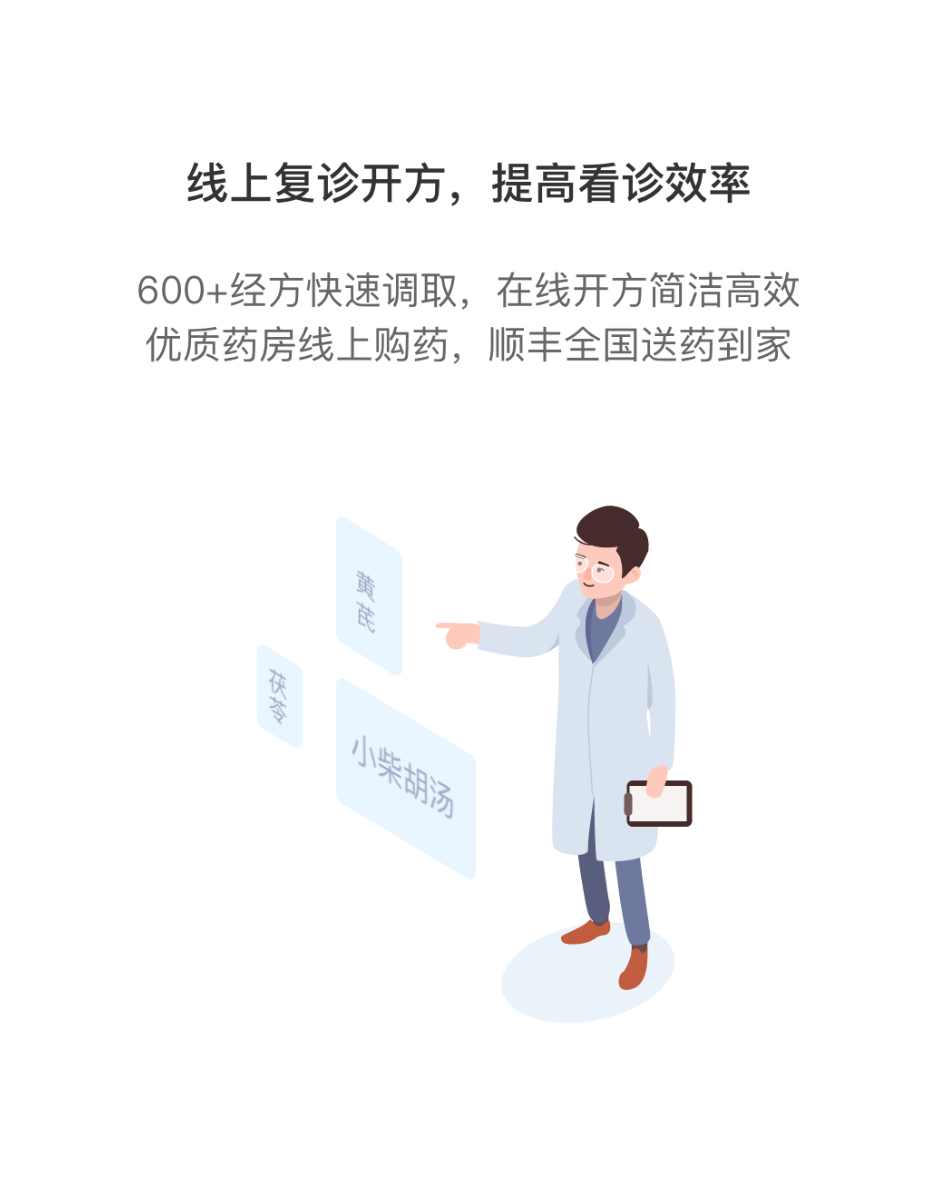 线上复诊开方，提高看诊效率
600+经方快速调取，在线开方简洁高效
优质药房线上购药，顺丰全国送药到家
黄芪
茯苓
小柴胡汤